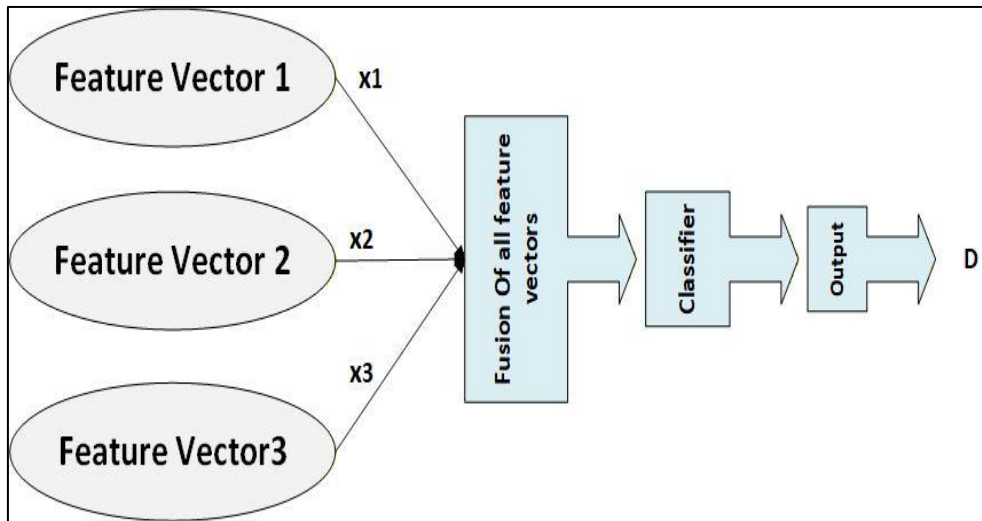 Feature Vector 1
x1
Feature Vector 2
x2
Feature Vector3
x3
Fusion Of all feature
vectors
Classifier
Output
D